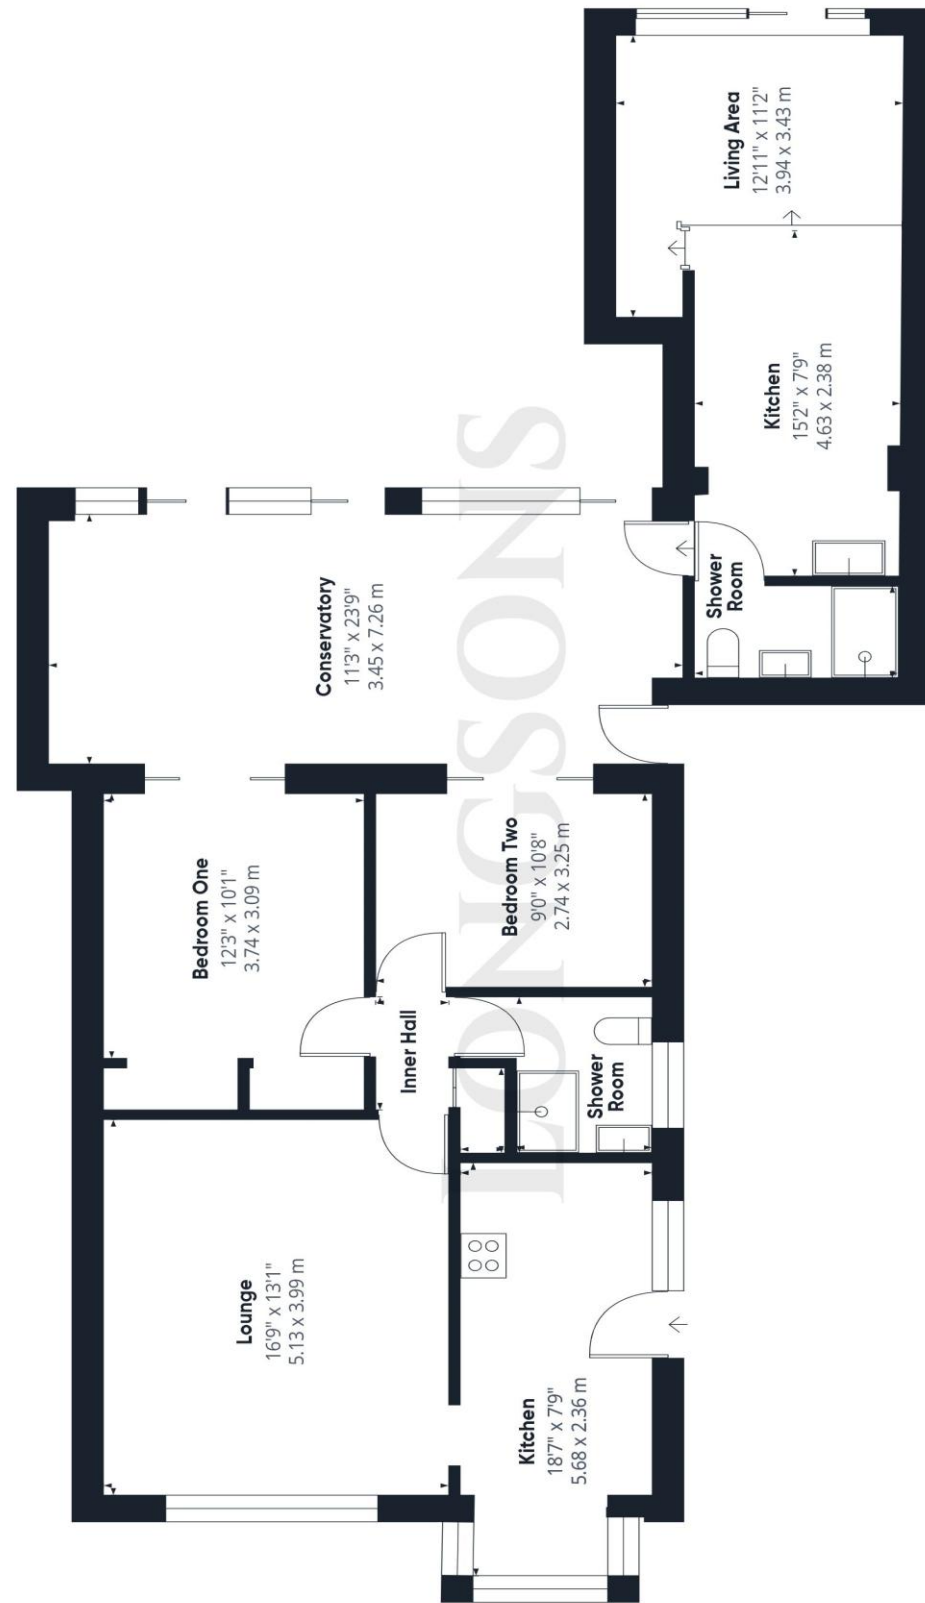 Living Area
12'11" x 11'2"
3.94 x 3.43 m
Kitchen
15'2" x 7'9"
4.63 x 2.38 m
Shower
Room
Conservatory
11'3" x 23'9"
3.45 x 7.26 m
Bedroom One
12'3" x 10'1"
3.74 x 3.09 m
Bedroom Two
9'0" x 10'8"
2.74 x 3.25 m
Inner Hall
Shower
Room
Lounge
16'9" x 13'1"
5.13 x 3.99 m
Kitchen
18'7" x 7'9"
5.68 x 2.36 m
LONGSONS